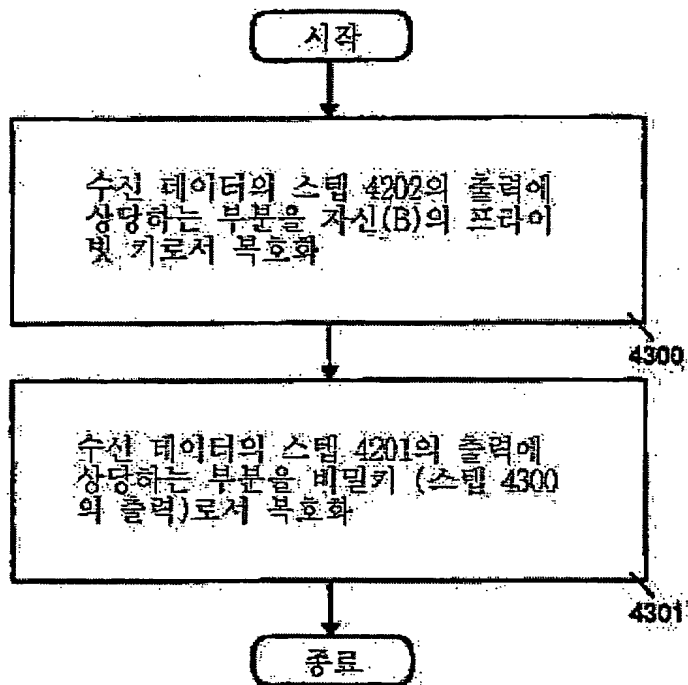 시작
수신 데이터의 스텝 4202의 출력에
상당하는 부분을 자신(B)의 프라이
빗 키로서 복호화
4300
수신 데이터의 스텝 4201의 출력에
상당하는 부분을 비밀키 (스텝 4300
의 출력)로서 복호화
4301
종료